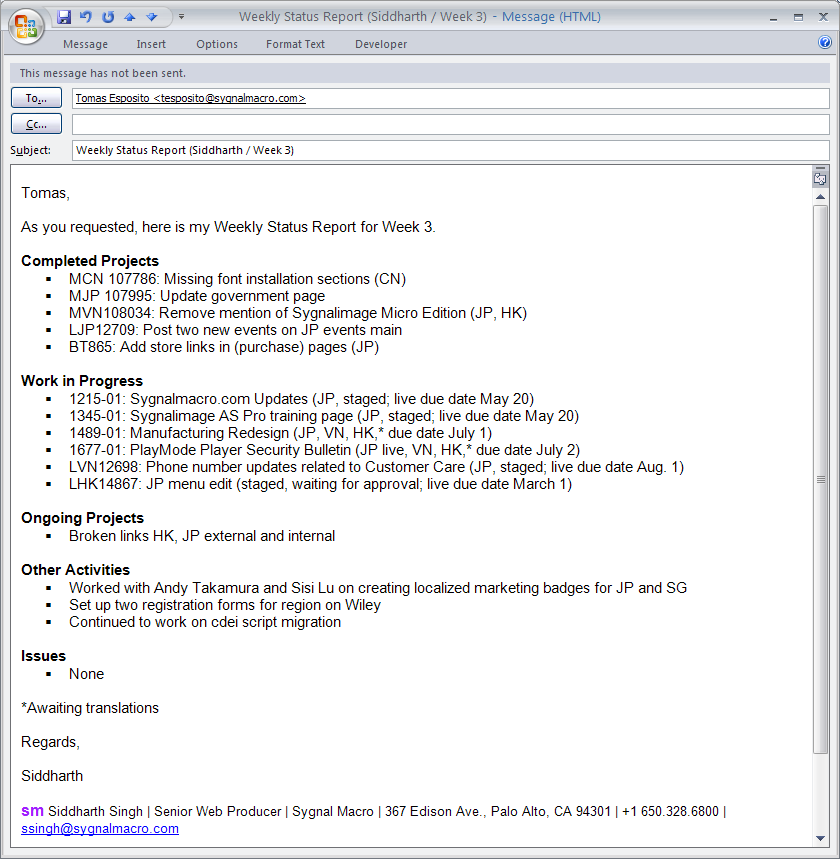 Weekly Status Report (Siddharth / Week 3) - Message (HTML)
Message Insert Options Format Text Developer
This message has not been sent.
To... Tomas Esposito <tesposito@sygnalmacro.com>
Cc...
Subject: Weekly Status Report (Siddharth / Week 3)
Tomas,
As you requested, here is my Weekly Status Report for Week 3.
Completed Projects
▪ MCN 107786: Missing font installation sections (CN)
▪ MJP 107995: Update government page
▪ MVN108034: Remove mention of Sygnalimage Micro Edition (JP, HK)
▪ LJP12709: Post two new events on JP events main
▪ BT865: Add store links in (purchase) pages (JP)
Work in Progress
▪ 1215-01: Sygnalmacro.com Updates (JP, staged; live due date May 20)
▪ 1345-01: Sygnalimage AS Pro training page (JP, staged; live due date May 20)
▪ 1489-01: Manufacturing Redesign (JP, VN, HK,* due date July 1)
▪ 1677-01: PlayMode Player Security Bulletin (JP live, VN, HK,* due date July 2)
▪ LVN12698: Phone number updates related to Customer Care (JP, staged; live due date Aug. 1)
▪ LHK14867: JP menu edit (staged, waiting for approval; live due date March 1)
Ongoing Projects
▪ Broken links HK, JP external and internal
Other Activities
▪ Worked with Andy Takamura and Sisi Lu on creating localized marketing badges for JP and SG
▪ Set up two registration forms for region on Wiley
▪ Continued to work on cdei script migration
Issues
▪ None
*Awaiting translations
Regards,
Siddharth
sm Siddharth Singh | Senior Web Producer | Sygnal Macro | 367 Edison Ave., Palo Alto, CA 94301 | +1 650.328.6800 |
ssingh@sygnalmacro.com